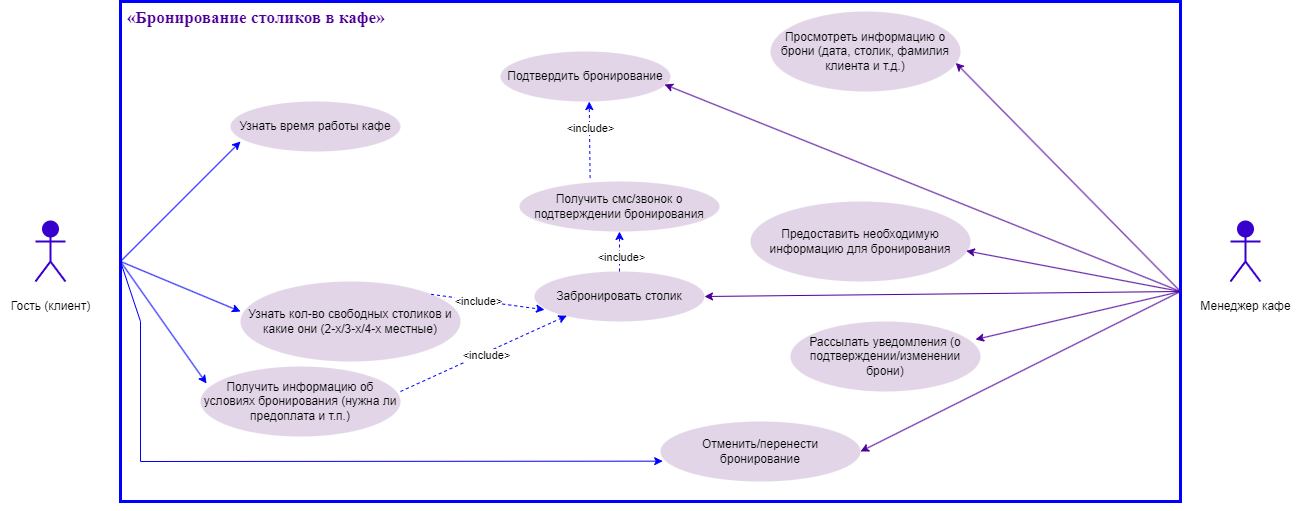 «Бронирование столиков в кафе»
Просмотреть информацию о
брони (дата, столик, фамилия
клиента и т.д.)
Подтвердить бронирование
Узнать время работы кафе
<include>
Получить смс/звонок о
подтверждении бронирования
Предоставить необходимую
информацию для бронирования
<include>
Гость (клиент)
Менеджер кафе
Забронировать столик
<include>
Узнать кол-во свободных столиков и
какие они (2-х/3-х/4-х местные)
<include>
Рассылать уведомления (о
подтверждении/изменении
брони)
Получить информацию об
условиях бронирования (нужна ли
предоплата и т.п.)
Отменить/перенести
бронирование